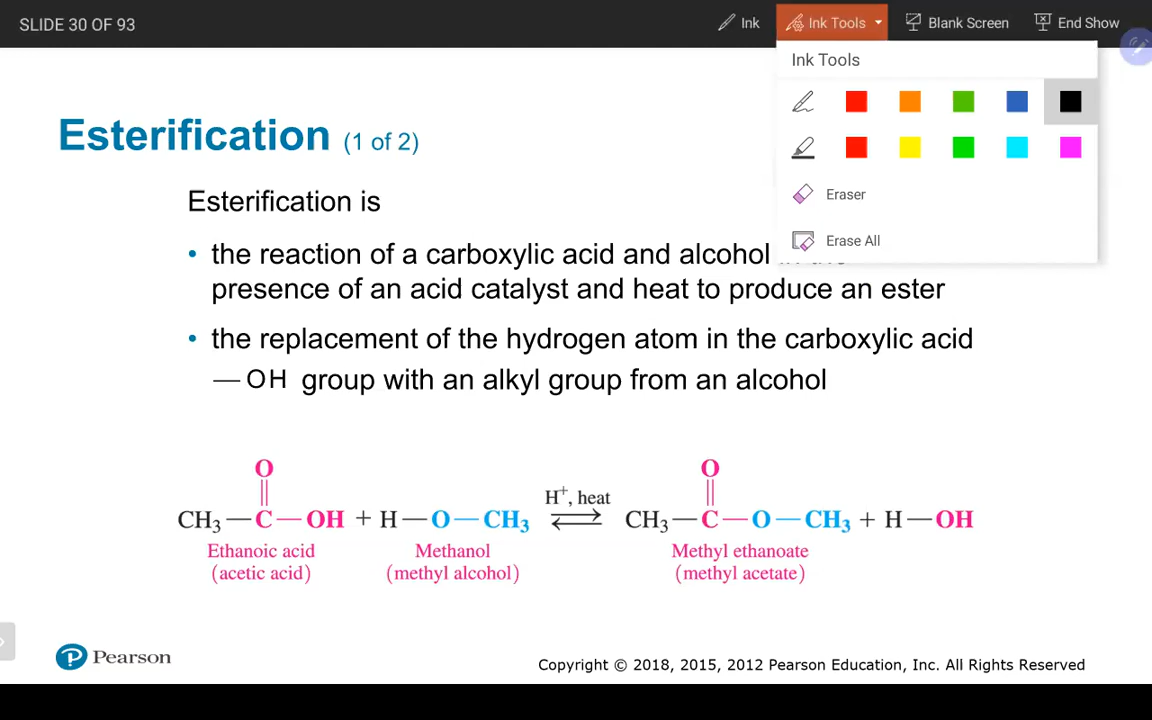 SLIDE 30 OF 93
Ink
Ink Tools
Blank Screen
End Show
Ink Tools
Eraser
Erase All
Esterification (1 of 2)
Esterification is
• the reaction of a carboxylic acid and alcohol
presence of an acid catalyst and heat to produce an ester
• the replacement of the hydrogen atom in the carboxylic acid
—OH group with an alkyl group from an alcohol
O O
H⁺, heat
CH₃—C—OH + H—O—CH₃ ⇌ CH₃—C—O—CH₃ + H—OH
Ethanoic acid Methanol Methyl ethanoate
(acetic acid) (methyl alcohol) (methyl acetate)
P Pearson
Copyright © 2018, 2015, 2012 Pearson Education, Inc. All Rights Reserved